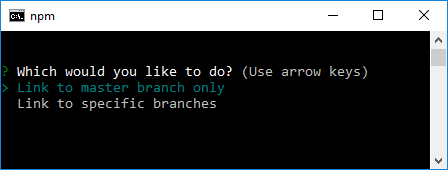 npm
? Which would you like to do? (Use arrow keys)
> Link to master branch only
Link to specific branches